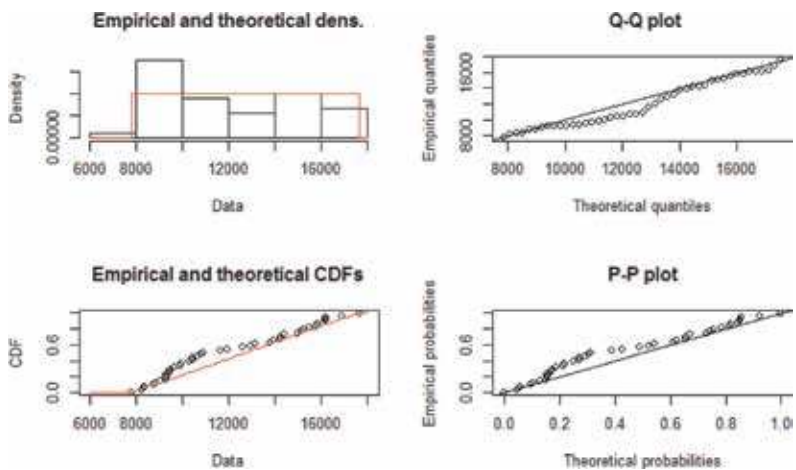 Empirical and theoretical dens.
Density
0.00000
6000 8000 12000 16000
Data
Q-Q plot
Empirical quantiles
8000 16000
8000 10000 12000 14000 16000
Theoretical quantiles
Empirical and theoretical CDFs
CDF
0.0 0.6
6000 8000 12000 16000
Data
P-P plot
Empirical probabilities
0.0 0.6
0.0 0.2 0.4 0.6 0.8 1.0
Theoretical probabilities